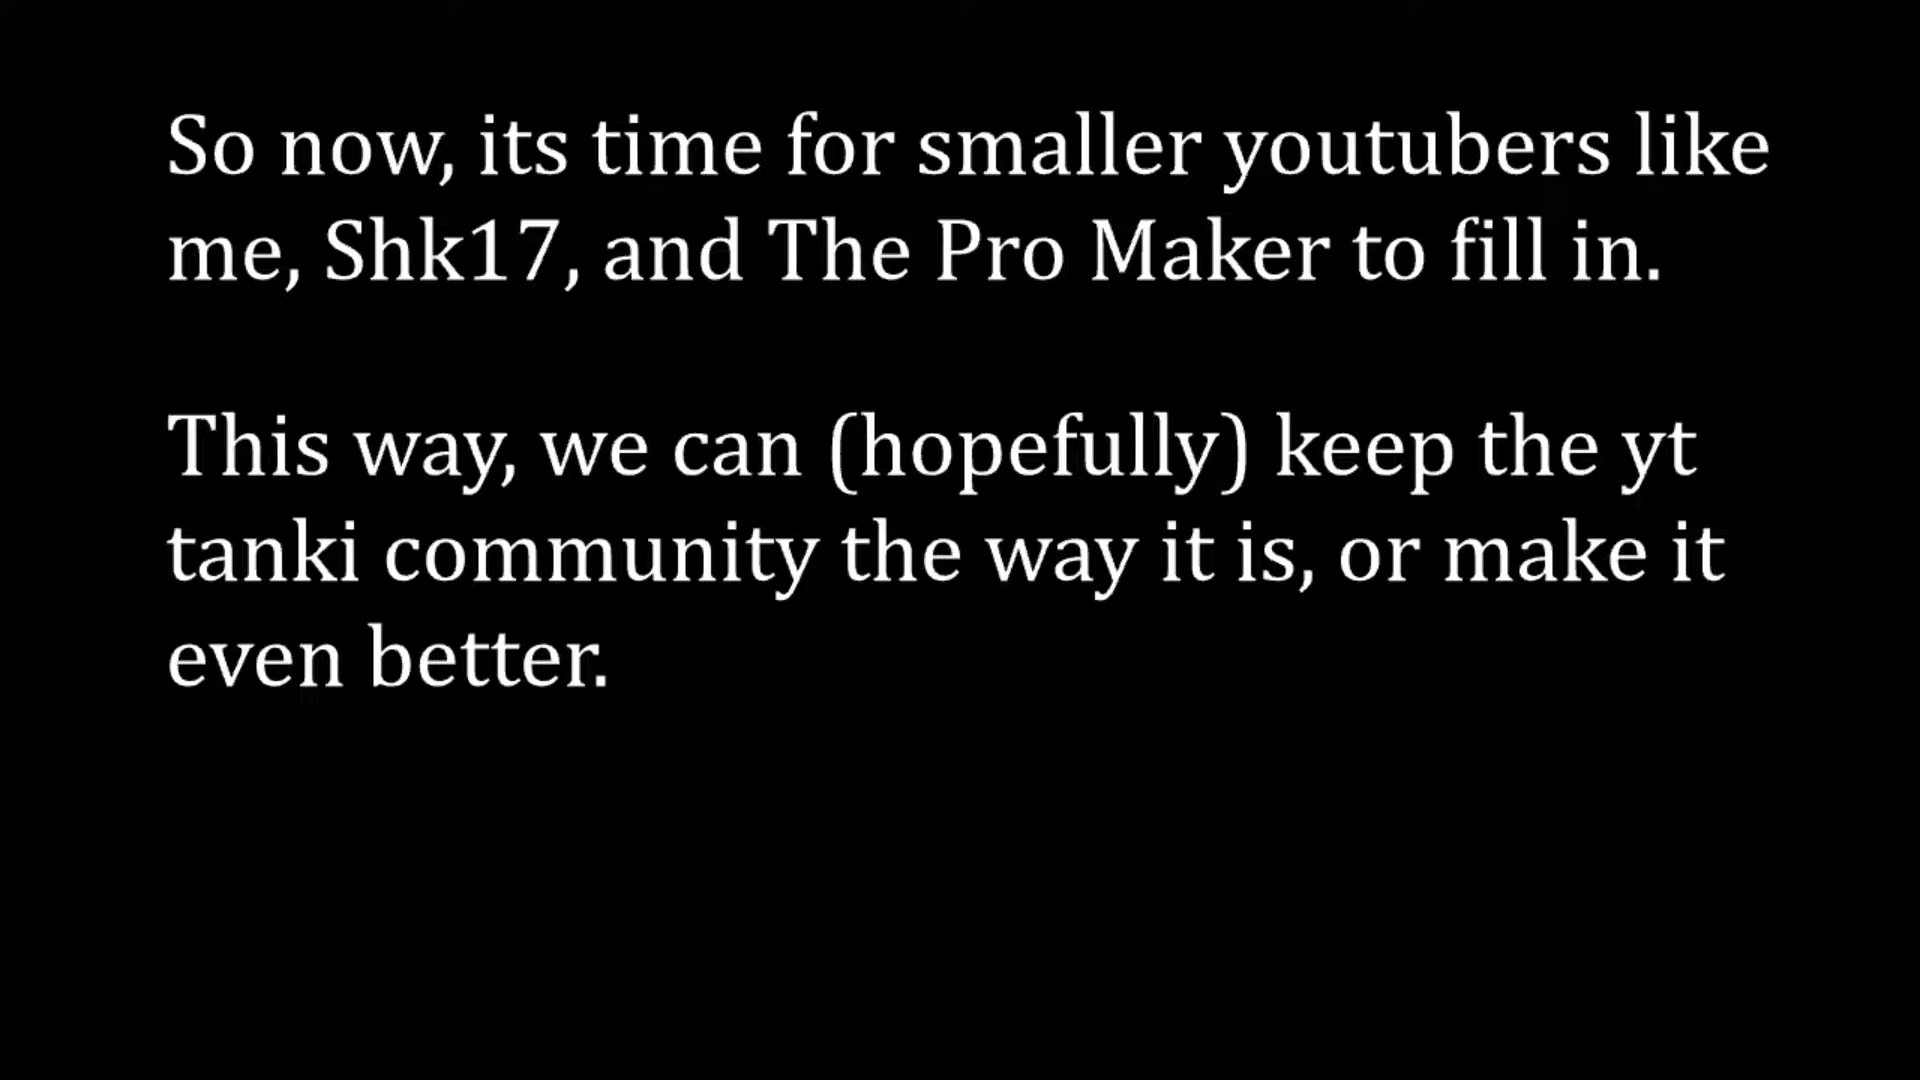 So now, its time for smaller youtubers like
me, Shk17, and The Pro Maker to fill in.
This way, we can (hopefully) keep the yt
tanki community the way it is, or make it
even better.